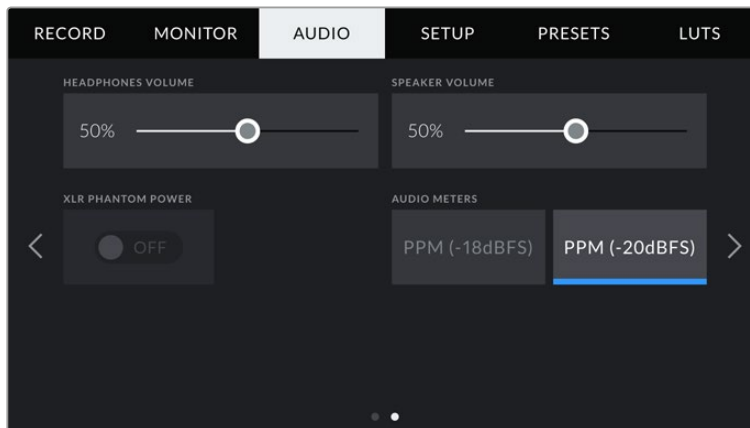 RECORD MONITOR AUDIO SETUP PRESETS LUTS
HEADPHONES VOLUME
50%
SPEAKER VOLUME
50%
XLR PHANTOM POWER
OFF
AUDIO METERS
PPM (-18dBFS) PPM (-20dBFS)